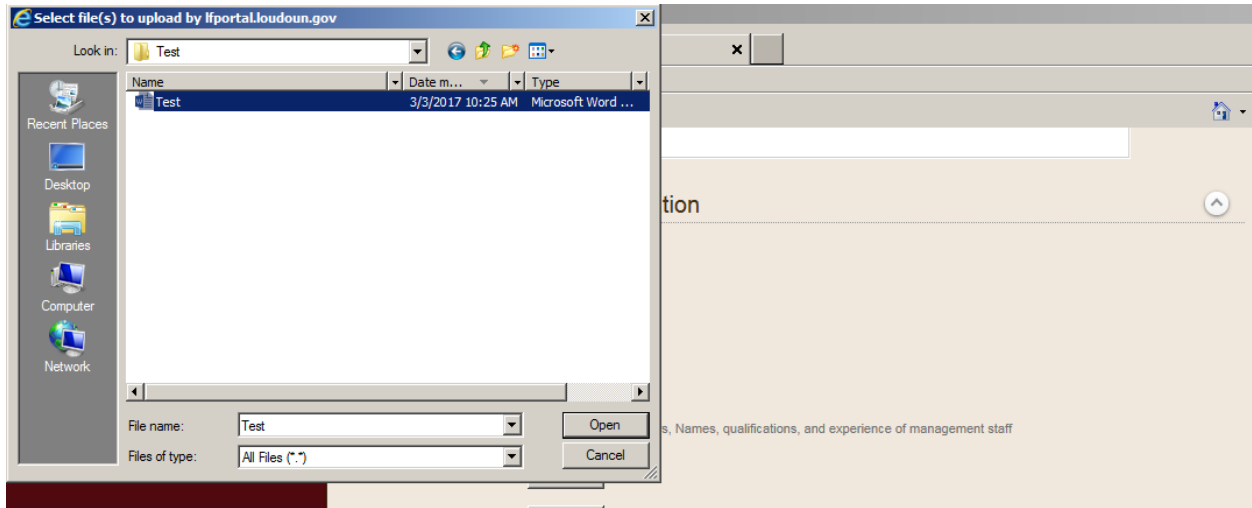 Select file(s) to upload by lfportal.loudoun.gov
Look in: Test
Name Date m... Type
Test 3/3/2017 10:25 AM Microsoft Word ...
Recent Places
Desktop
Libraries
Computer
Network
File name: Test Open
Files of type: All Files (*.*) Cancel
tion
s, Names, qualifications, and experience of management staff